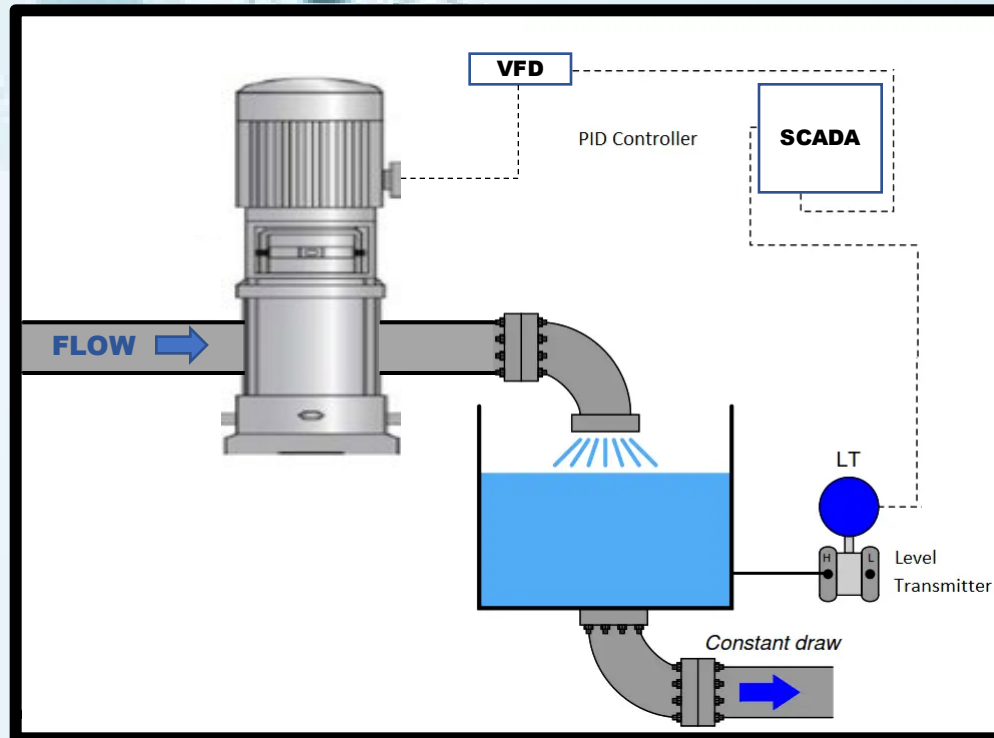 VFD
PID Controller
SCADA
FLOW
LT
H
L
Level
Transmitter
Constant draw